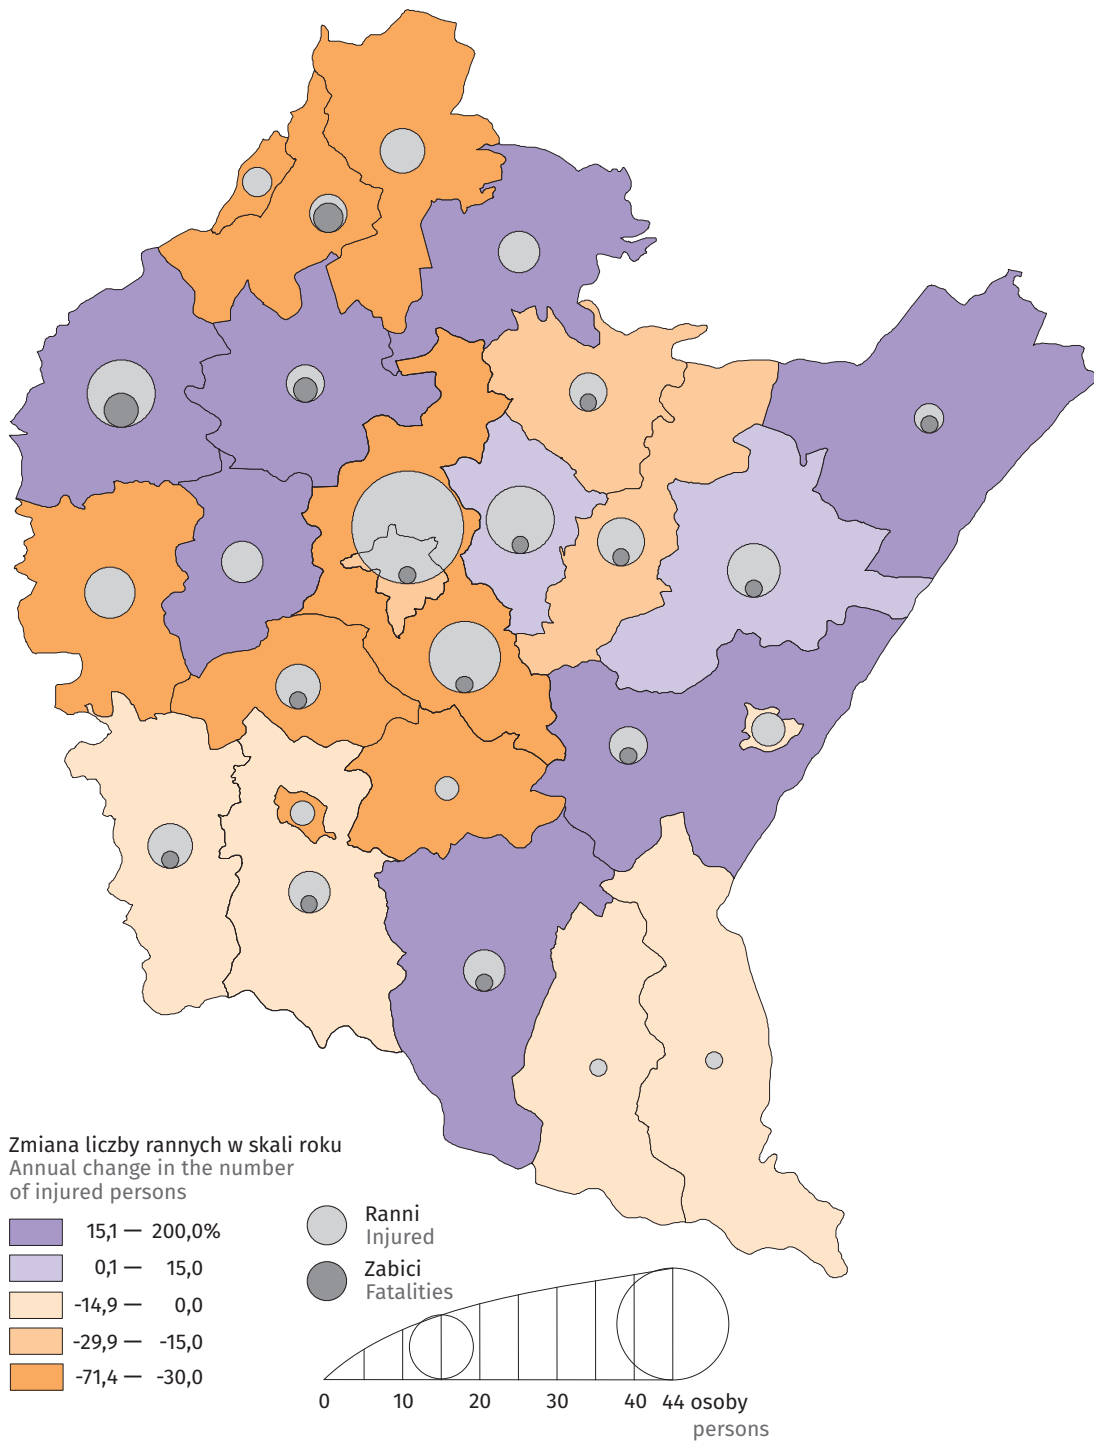 Zmiana liczby rannych w skali roku
Annual change in the number
of injured persons
15,1 — 200,0%
0,1 15,0
-14,9 — 0,0
-29,9 — -15,0
-71,4 — -30,0
Ranni
Injured
Zabici
Fatalities
0 10 20 30 40 44 osoby
persons